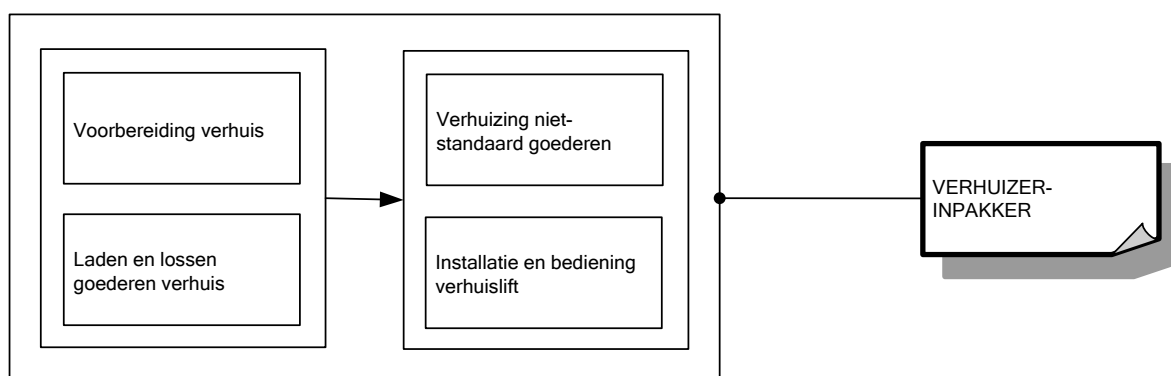 Voorbereiding verhuis
Laden en lossen
goederen verhuis
Verhuizing niet-
standaard goederen
Installatie en bediening
verhuislift
VERHUIZER-
INPAKKER